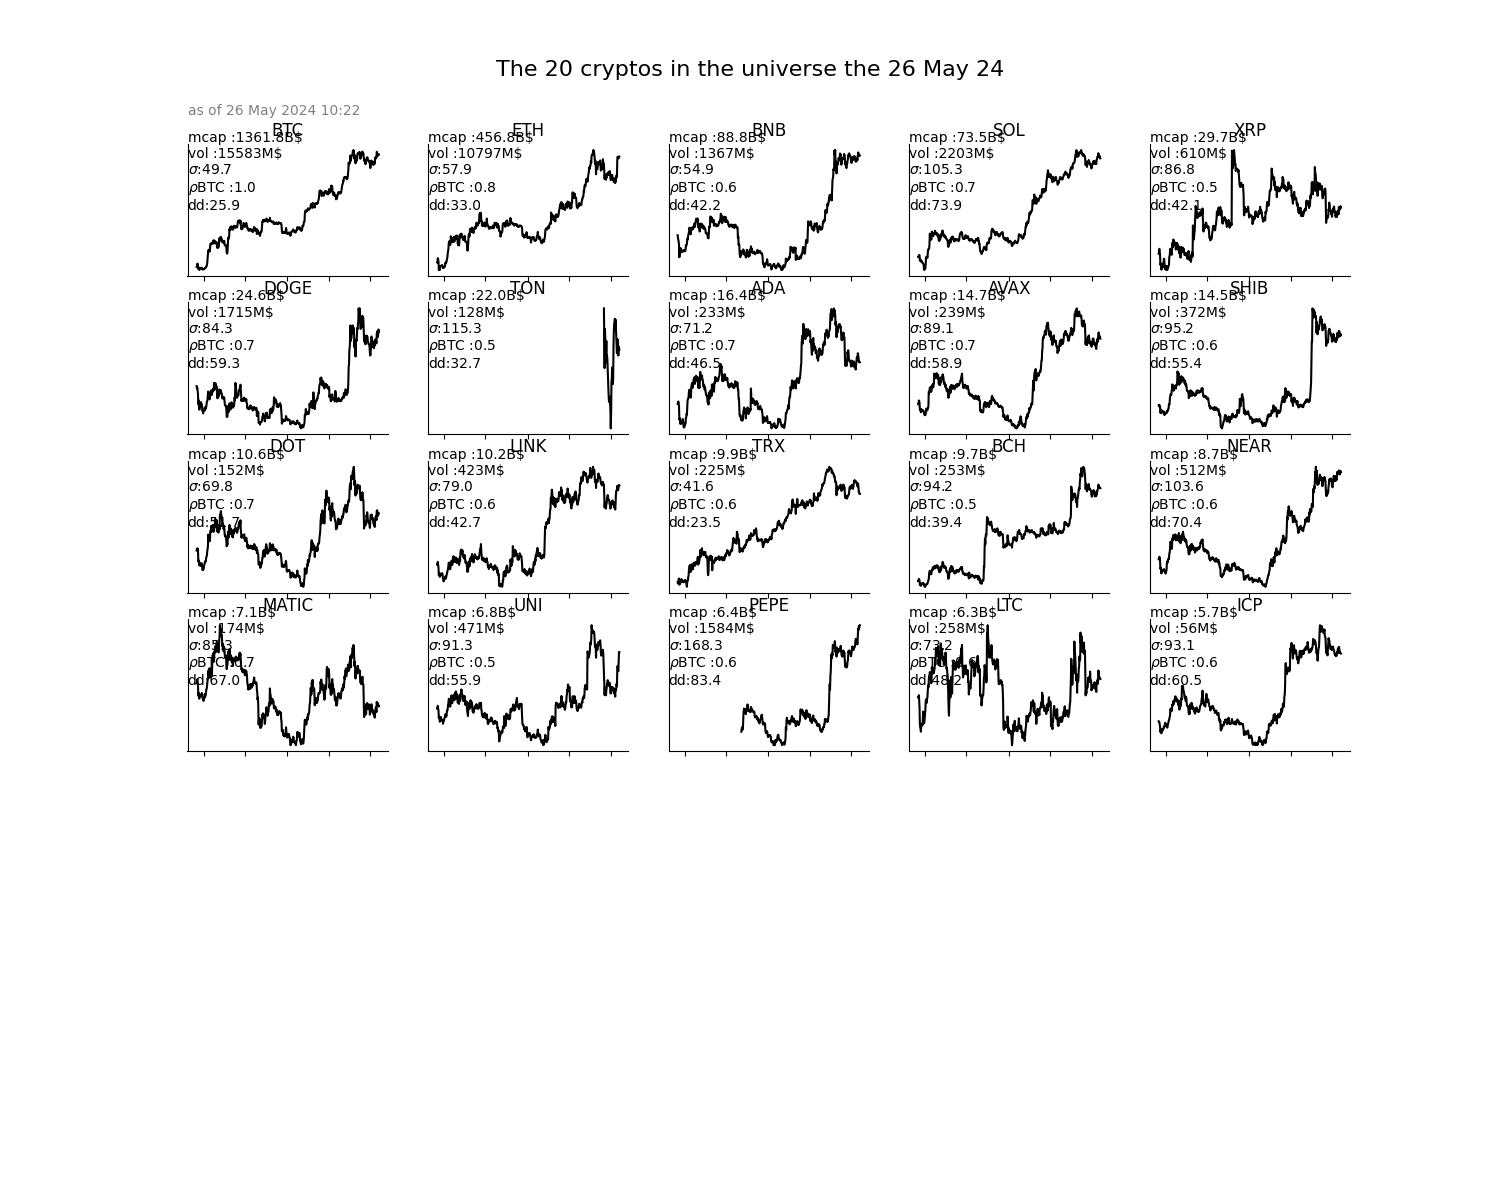 The 20 cryptos in the universe the 26 May 24
as of 26 May 2024 10:22
BTC
mcap :1361.8B$
vol :15583M$
σ:49.7
ρBTC :1.0
dd:25.9
ETH
mcap :456.8B$
vol :10797M$
σ:57.9
ρBTC :0.8
dd:33.0
BNB
mcap :88.8B$
vol :1367M$
σ:54.9
ρBTC :0.6
dd:42.2
SOL
mcap :73.5B$
vol :2203M$
σ:105.3
ρBTC :0.7
dd:73.9
XRP
mcap :29.7B$
vol :610M$
σ:86.8
ρBTC :0.5
dd:42.1
DOGE
mcap :24.6B$
vol :1715M$
σ:84.3
ρBTC :0.7
dd:59.3
TON
mcap :22.0B$
vol :128M$
σ:115.3
ρBTC :0.5
dd:32.7
ADA
mcap :16.4B$
vol :233M$
σ:71.2
ρBTC :0.7
dd:46.5
AVAX
mcap :14.7B$
vol :239M$
σ:89.1
ρBTC :0.7
dd:58.9
SHIB
mcap :14.5B$
vol :372M$
σ:95.2
ρBTC :0.6
dd:55.4
DOT
mcap :10.6B$
vol :152M$
σ:69.8
ρBTC :0.7
LINK
mcap :10.2B$
vol :423M$
σ:79.0
ρBTC :0.6
dd:42.7
TRX
mcap :9.9B$
vol :225M$
σ:41.6
ρBTC :0.6
dd:23.5
BCH
mcap :9.7B$
vol :253M$
σ:94.2
ρBTC :0.5
dd:39.4
NEAR
mcap :8.7B$
vol :512M$
σ:103.6
ρBTC :0.6
dd:70.4
MATIC
mcap :7.1B$
vol :174M$
σ:85.3
ρBTC :0.7
dd:67.0
UNI
mcap :6.8B$
vol :471M$
σ:91.3
ρBTC :0.5
dd:55.9
PEPE
mcap :6.4B$
vol :1584M$
σ:168.3
ρBTC :0.6
dd:83.4
LTC
mcap :6.3B$
vol :258M$
σ:73.2
ρBTC :0.6
dd:48.2
ICP
mcap :5.7B$
vol :56M$
σ:93.1
ρBTC :0.6
dd:60.5